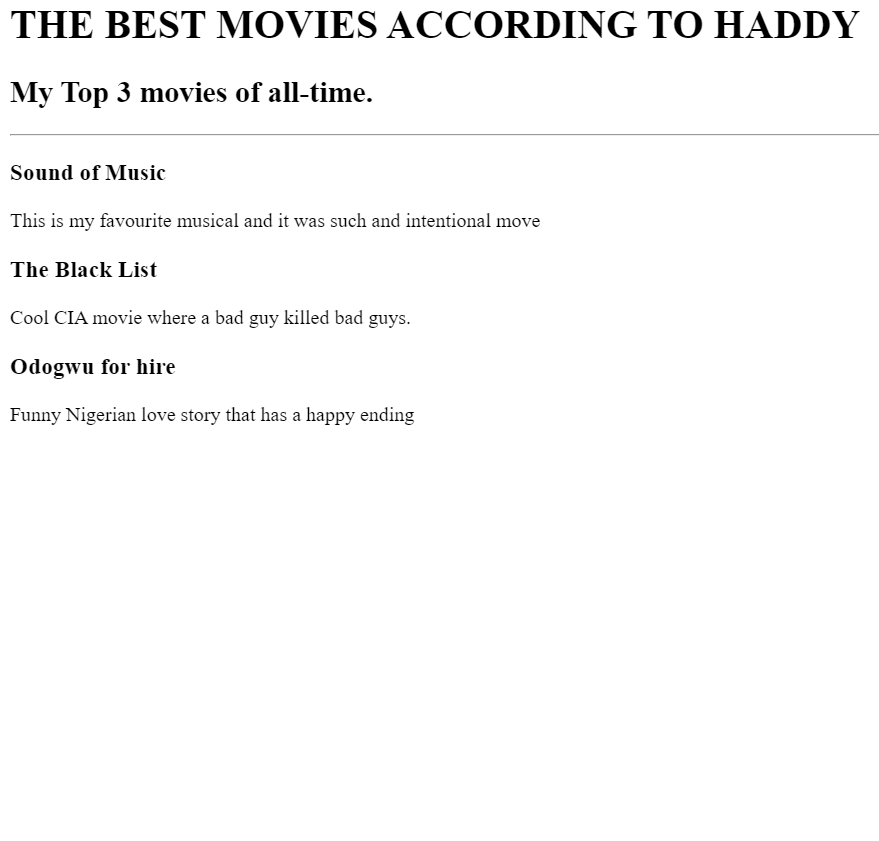 THE BEST MOVIES ACCORDING TO HADDY
My Top 3 movies of all-time.
Sound of Music
This is my favourite musical and it was such and intentional move
The Black List
Cool CIA movie where a bad guy killed bad guys.
Odogwu for hire
Funny Nigerian love story that has a happy ending